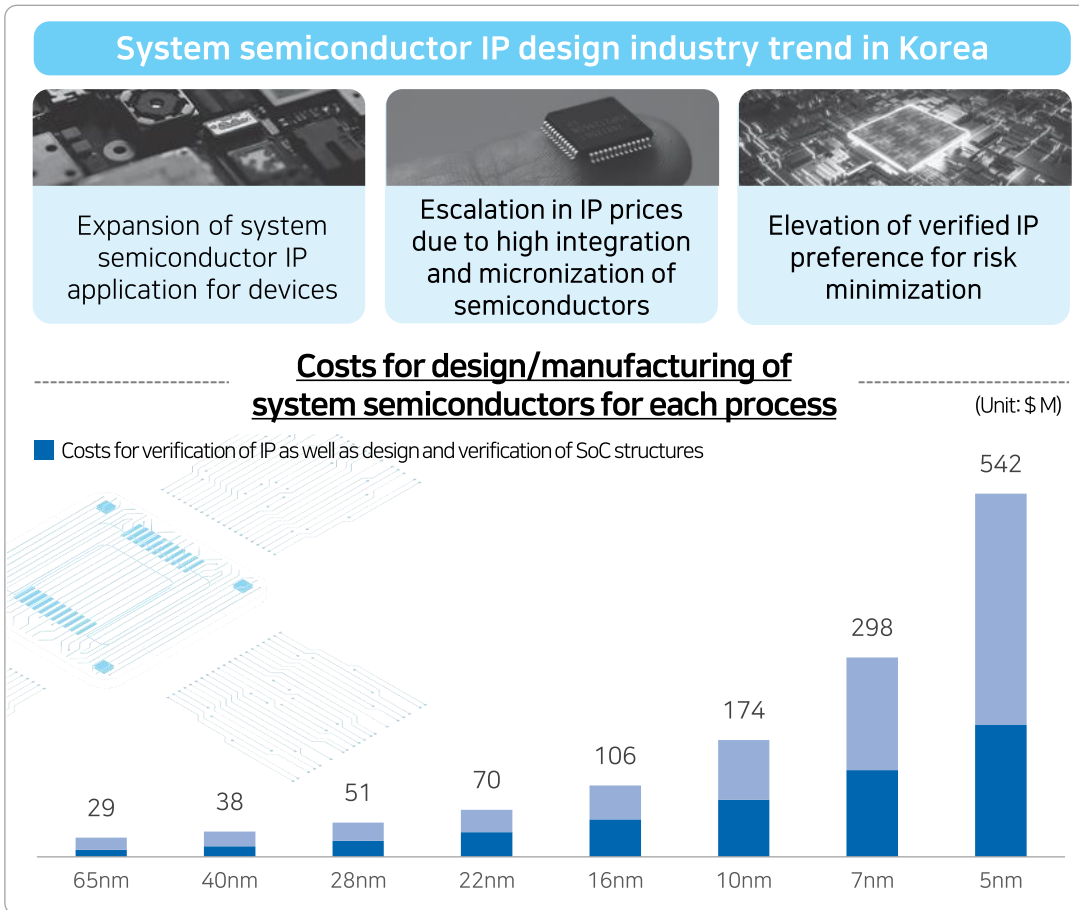 System semiconductor IP design industry trend in Korea
Expansion of system
semiconductor IP
application for devices
Escalation in IP prices
due to high integration
and micronization of
semiconductors
Elevation of verified IP
preference for risk
minimization
Costs for design/manufacturing of
system semiconductors for each process
(Unit: $ M)
Costs for verification of IP as well as design and verification of SoC structures
29
38
51
70
106
174
298
542
65nm
40nm
28nm
22nm
16nm
10nm
7nm
5nm